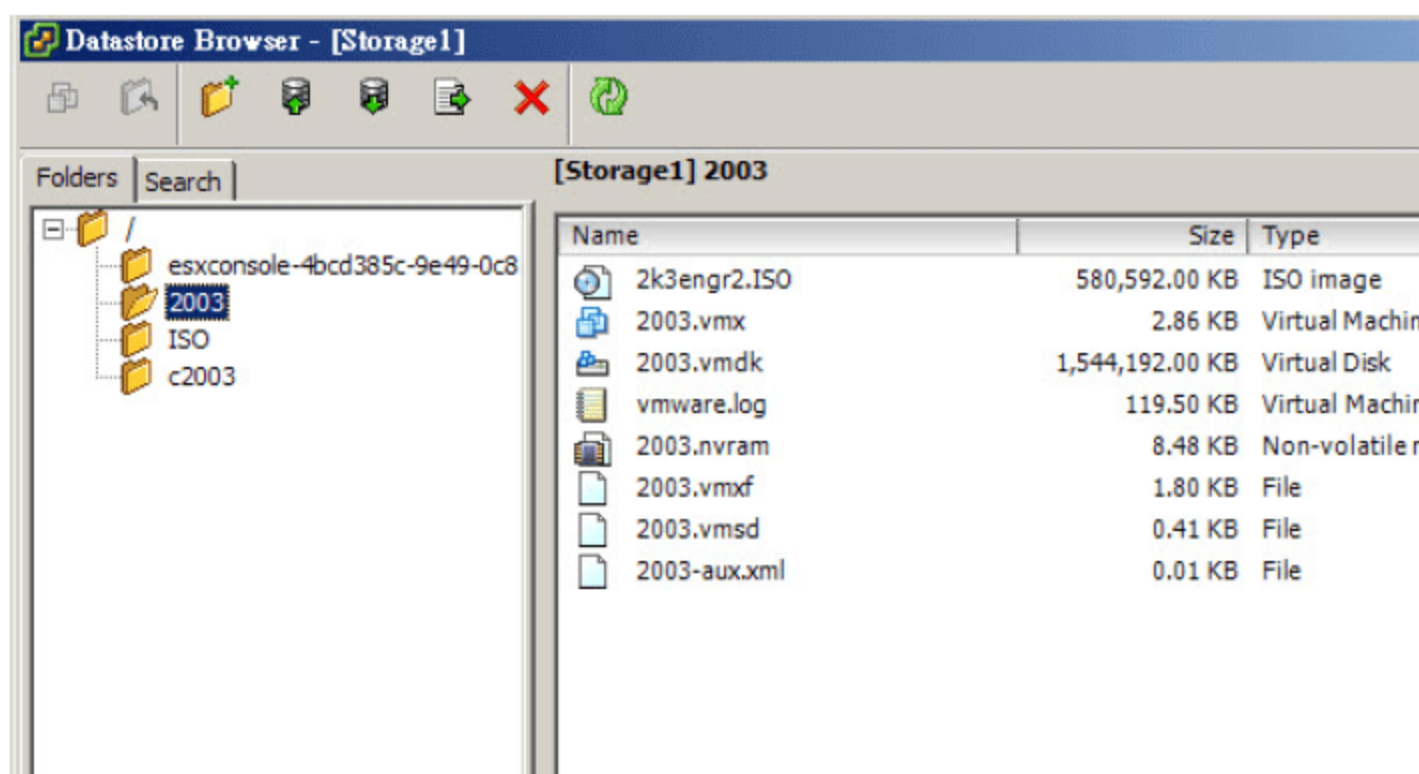 Datastore Browser - [Storage1]
Folders Search
[Storage1] 2003
/
esxconsole-4bcd385c-9e49-0c8
2003
ISO
c2003
Name Size Type
2k3engr2.ISO 580,592.00 KB ISO image
2003.vmx 2.86 KB Virtual Machin
2003.vmdk 1,544,192.00 KB Virtual Disk
vmware.log 119.50 KB Virtual Machin
2003.nvram 8.48 KB Non-volatile r
2003.vmxf 1.80 KB File
2003.vmsd 0.41 KB File
2003-aux.xml 0.01 KB File